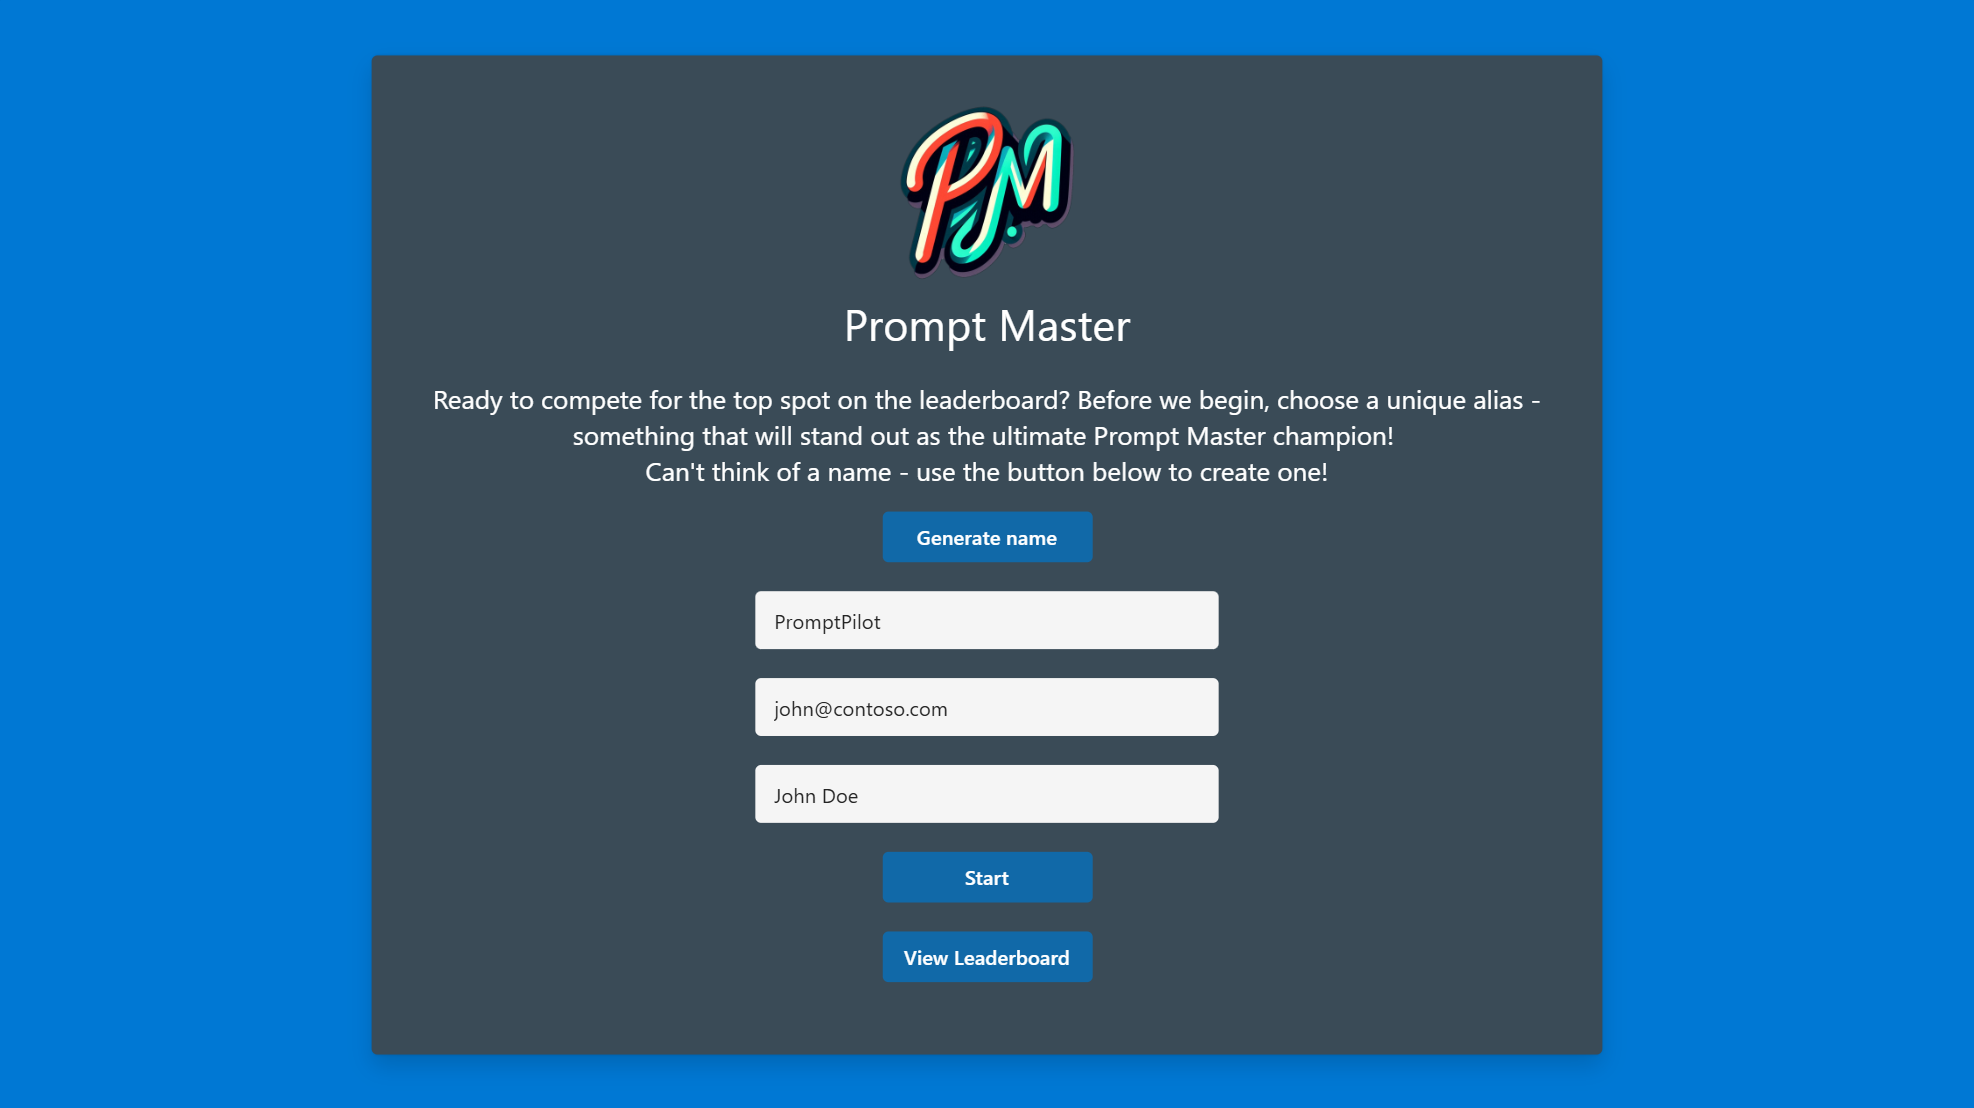 PM
Prompt Master
Ready to compete for the top spot on the leaderboard? Before we begin, choose a unique alias -
something that will stand out as the ultimate Prompt Master champion!
Can't think of a name - use the button below to create one!
Generate name
PromptPilot
john@contoso.com
John Doe
Start
View Leaderboard